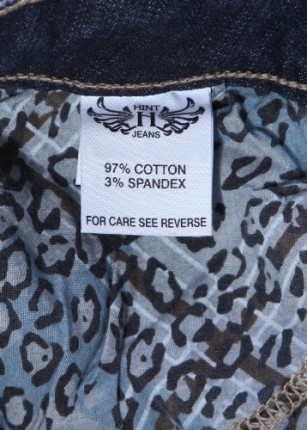 HINT
H
JEANS
97% COTTON
3% SPANDEX
FOR CARE SEE REVERSE